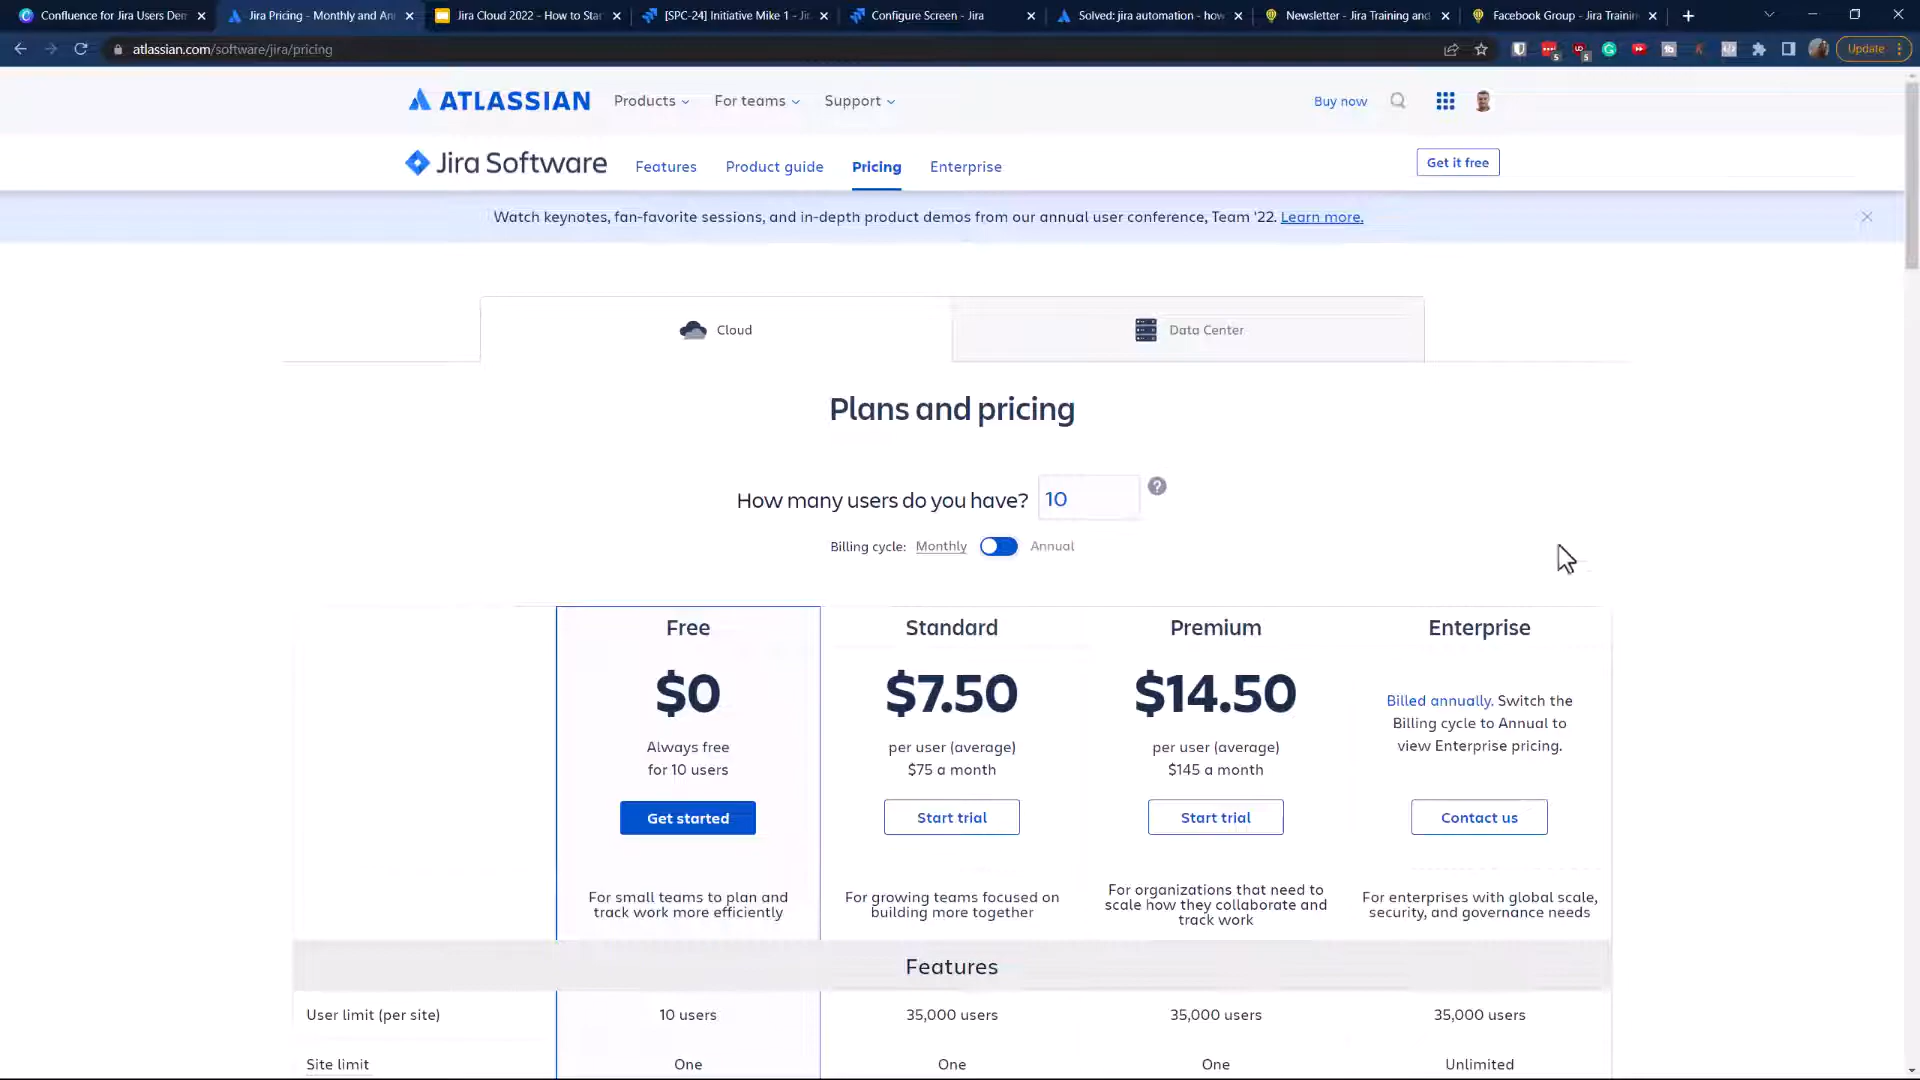 Confluence for Jira Users Den
Jira Pricing - Monthly and An
Jira Cloud 2022 - How to Star
[SPC-24] Initiative Mike 1 - Jir
Configure Screen - Jira
Solved: jira automation - how
Newsletter - Jira Training and
Facebook Group - Jira Trainin
atlassian.com/software/jira/pricing
Update
ATLASSIAN
Products
For teams
Support
Buy now
Jira Software
Features
Product guide
Pricing
Enterprise
Get it free
Watch keynotes, fan-favorite sessions, and in-depth product demos from our annual user conference, Team '22. Learn more.
Cloud
Data Center
Plans and pricing
How many users do you have? 10
?
Billing cycle: Monthly Annual
Free
Standard
Premium
Enterprise
$0
$7.50
$14.50
Billed annually. Switch the
Billing cycle to Annual to
view Enterprise pricing.
Always free
for 10 users
per user (average)
$75 a month
per user (average)
$145 a month
Get started
Start trial
Start trial
Contact us
For small teams to plan and
track work more efficiently
For growing teams focused on
building more together
For organizations that need to
scale how they collaborate and
track work
For enterprises with global scale,
security, and governance needs
Features
User limit (per site)
10 users
35,000 users
35,000 users
35,000 users
Site limit
One
One
One
Unlimited